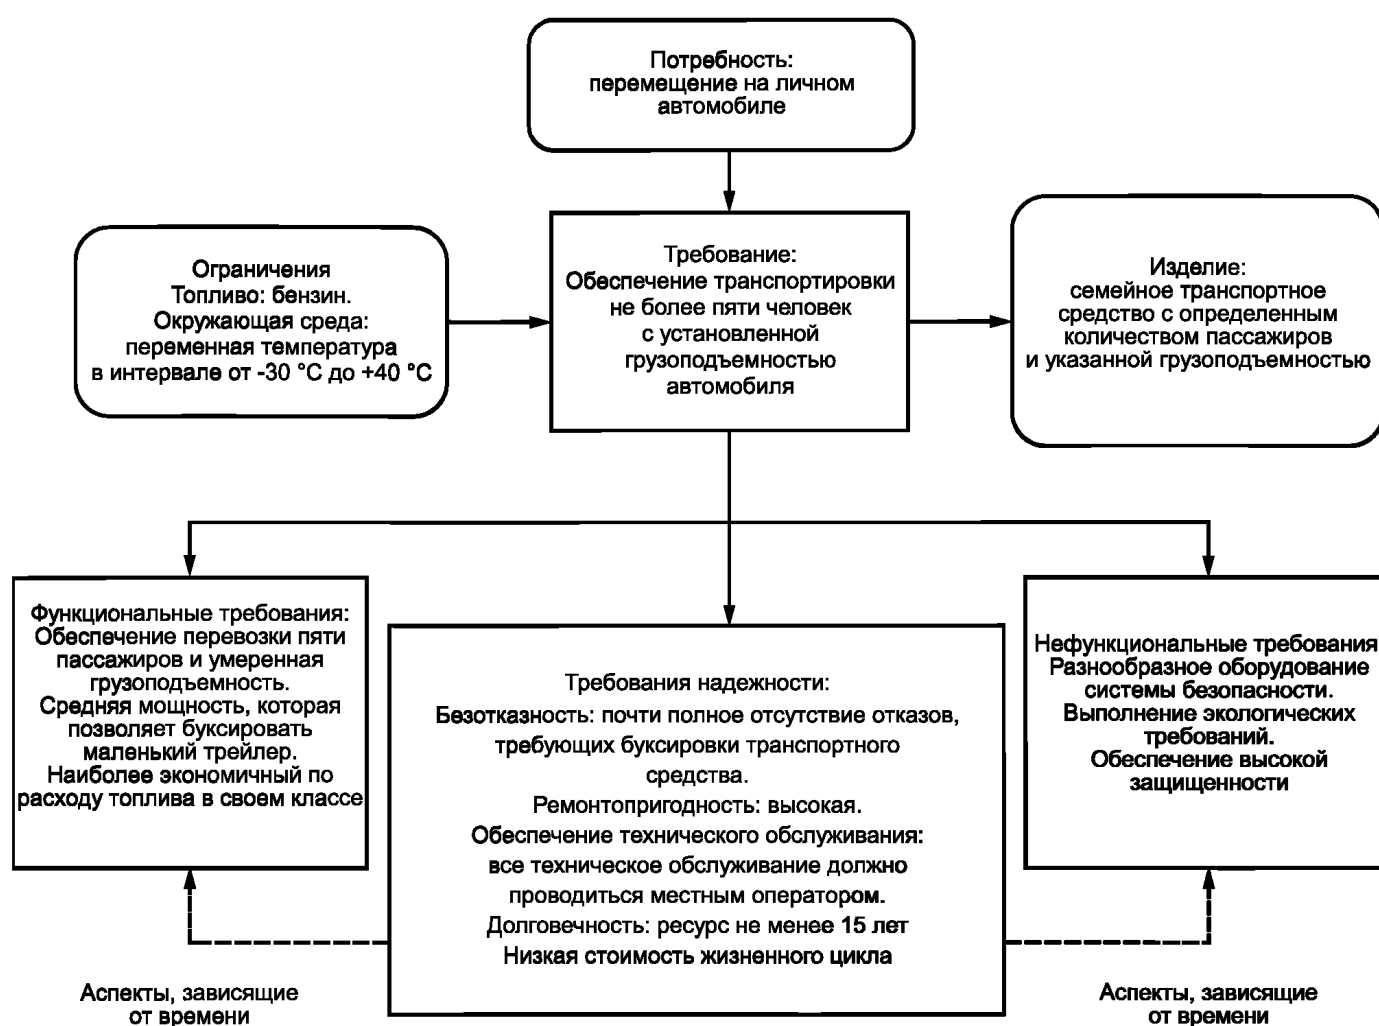 Потребность:
перемещение на личном
автомобиле
Ограничения
Топливо: бензин.
Окружающая среда:
переменная температура
в интервале от -30 °С до +40 °С
Требование:
Обеспечение транспортировки
не более пяти человек
с установленной
грузоподъемностью
автомобиля
Изделие:
семейное транспортное
средство с определенным
количеством пассажиров
и указанной грузоподъемностью
Функциональные требования:
Обеспечение перевозки пяти
пассажиров и умеренная
грузоподъемность.
Средняя мощность, которая
позволяет буксировать
маленький трейлер.
Наиболее экономичный по
расходу топлива в своем классе
Требования надежности:
Безотказность: почти полное отсутствие отказов,
требующих буксировки транспортного
средства.
Ремонтопригодность: высокая.
Обеспечение технического обслуживания:
все техническое обслуживание должно
проводиться местным оператором.
Долговечность: ресурс не менее 15 лет
Низкая стоимость жизненного цикла
Нефункциональные требования
Разнообразное оборудование
системы безопасности.
Выполнение экологических
требований.
Обеспечение высокой
защищенности
Аспекты, зависящие
от времени
Аспекты, зависящие
от времени